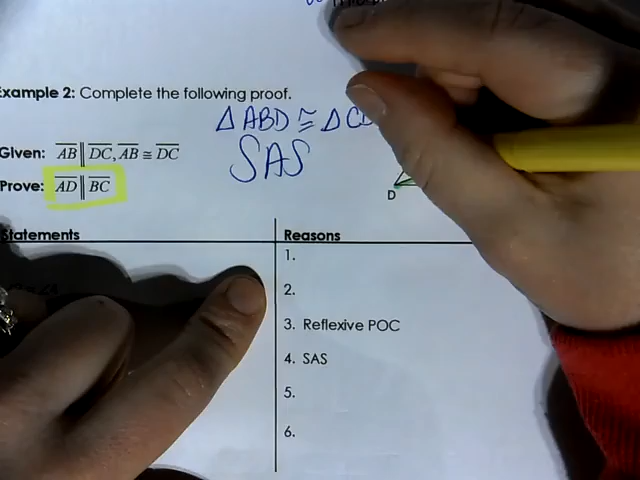 Example 2: Complete the following proof.
△ABD ≅ △CD
Given: AB ∥ DC, AB ≅ DC
SAS
Prove: AD ∥ BC
D
Statements Reasons
1.
2.
3. Reflexive POC
4. SAS
5.
6.